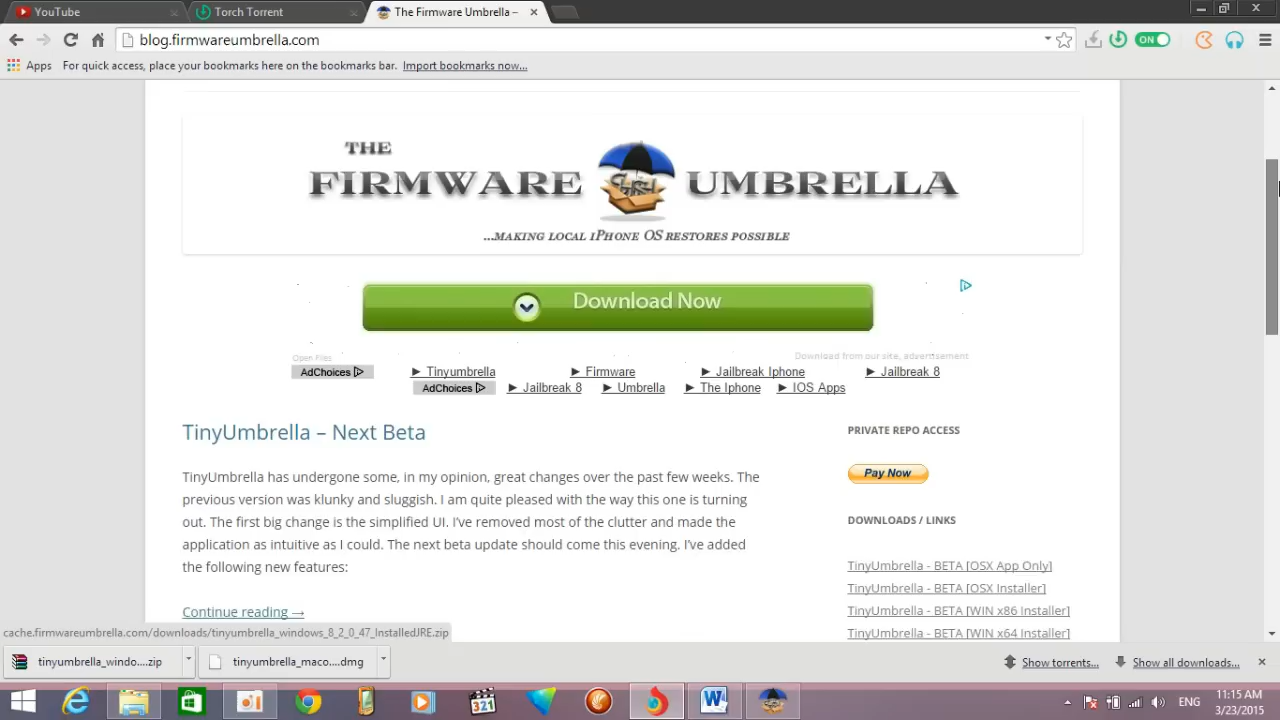 YouTube
Torch Torrent
The Firmware Umbrella –
blog.firmwareumbrella.com
ON
Apps
For quick access, place your bookmarks here on the bookmarks bar. Import bookmarks now...
THE
FIRMWARE UMBRELLA
...MAKING LOCAL iPHONE OS RESTORES POSSIBLE
Download Now
Open Files
Download from our site, advertisement
AdChoices
► Tinyumbrella
► Firmware
► Jailbreak Iphone
► Jailbreak 8
AdChoices
► Jailbreak 8
► Umbrella
► The Iphone
► IOS Apps
TinyUmbrella – Next Beta
TinyUmbrella has undergone some, in my opinion, great changes over the past few weeks. The
previous version was klunky and sluggish. I am quite pleased with the way this one is turning
out. The first big change is the simplified UI. I've removed most of the clutter and made the
application as intuitive as I could. The next beta update should come this evening. I've added
the following new features:
Continue reading →
PRIVATE REPO ACCESS
Pay Now
DOWNLOADS / LINKS
TinyUmbrella - BETA [OSX App Only]
TinyUmbrella - BETA [OSX Installer]
TinyUmbrella - BETA [WIN x86 Installer]
TinyUmbrella - BETA [WIN x64 Installer]
cache.firmwareumbrella.com/downloads/tinyumbrella_windows_8_2_0_47_InstalledJRE.zip
tinyumbrella_windo....zip
tinyumbrella_maco....dmg
Show torrents...
Show all downloads...
321
ENG
11:15 AM
3/23/2015